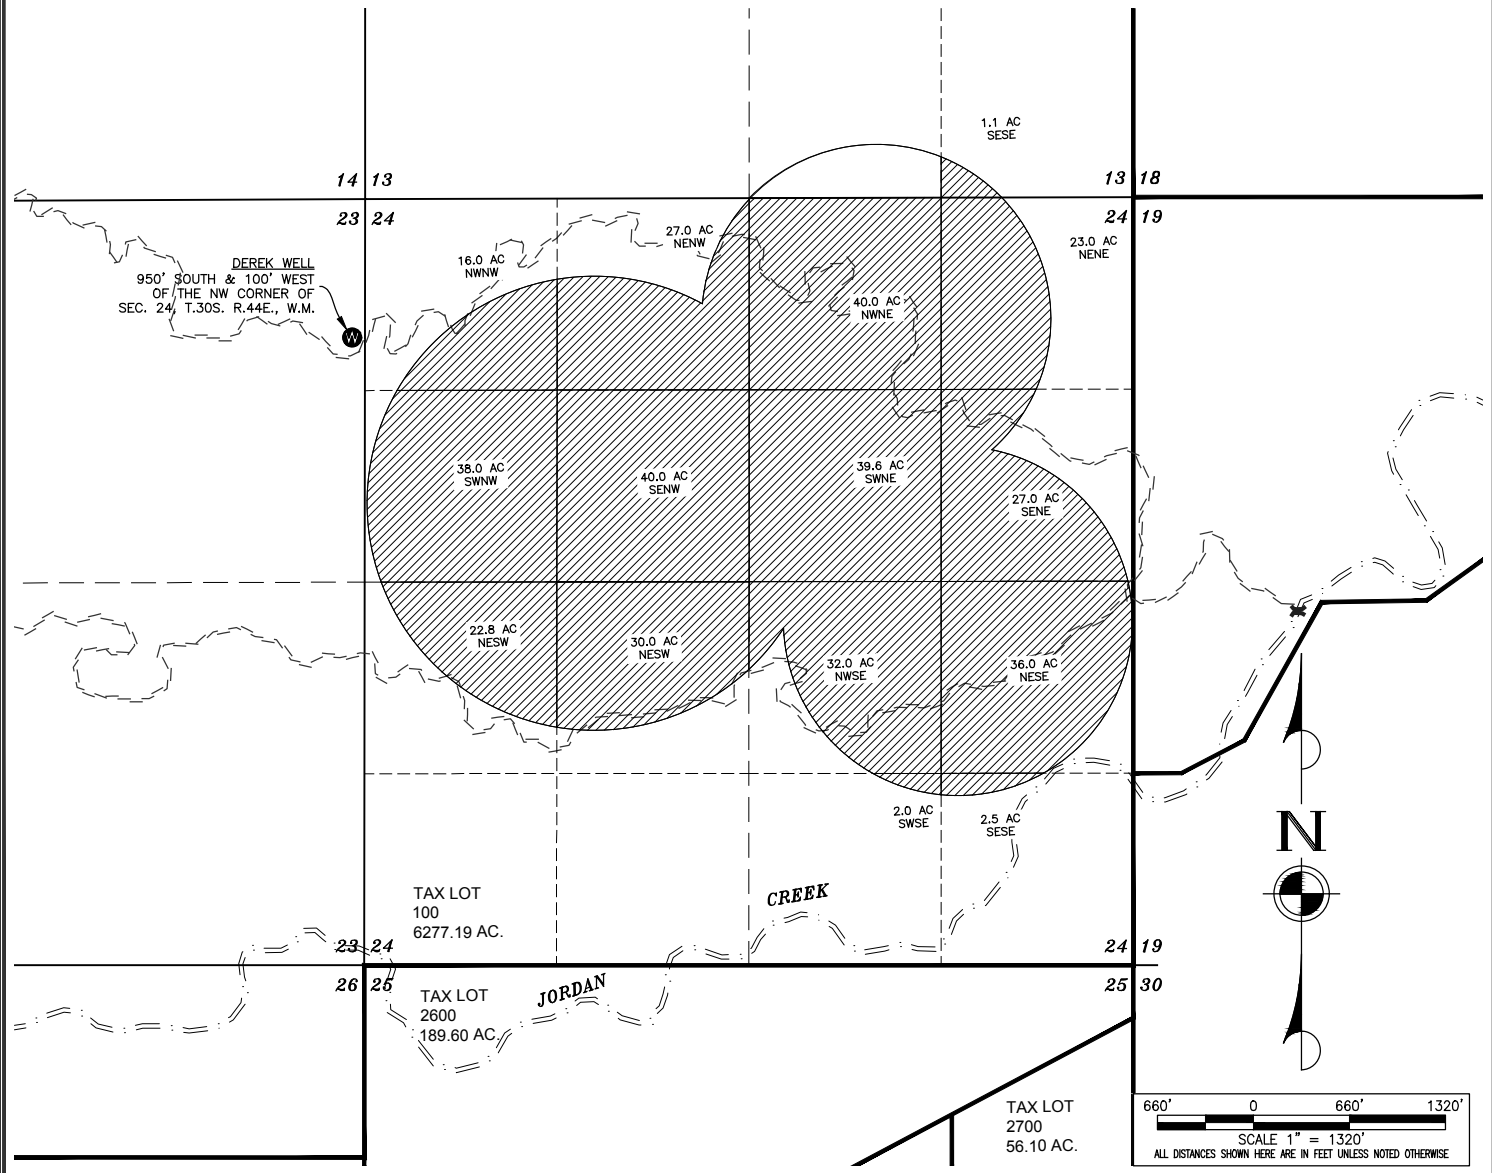 1.1 AC
SESE
14 13
13 18
23 24
24 19
27.0 AC
NENW
23.0 AC
NENE
16.0 AC
NWNW
DEREK WELL
950' SOUTH & 100' WEST
OF THE NW CORNER OF
SEC. 24, T.30S. R.44E., W.M.
W
40.0 AC
NWNE
38.0 AC
SWNW
40.0 AC
SENW
39.6 AC
SWNE
27.0 AC
SENE
22.8 AC
NESW
30.0 AC
NESW
32.0 AC
NWSE
36.0 AC
NESE
2.0 AC
SWSE
2.5 AC
SESE
N
CREEK
TAX LOT
100
6277.19 AC.
23 24
24 19
26 25
25 30
JORDAN
TAX LOT
2600
189.60 AC.
TAX LOT
2700
56.10 AC.
660' 0 660' 1320'
SCALE 1" = 1320'
ALL DISTANCES SHOWN HERE ARE IN FEET UNLESS NOTED OTHERWISE